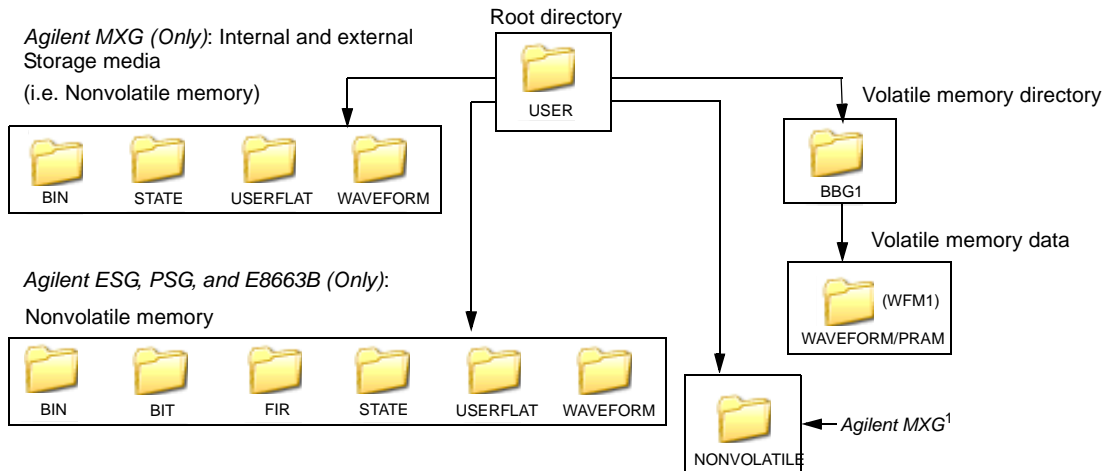 Root directory
USER
Agilent MXG (Only): Internal and external
Storage media
(i.e. Nonvolatile memory)
BIN STATE USERFLAT WAVEFORM
Volatile memory directory
BBG1
Volatile memory data
(WFM1)
WAVEFORM/PRAM
Agilent ESG, PSG, and E8663B (Only):
Nonvolatile memory
BIN BIT FIR STATE USERFLAT WAVEFORM
NONVOLATILE
Agilent MXG¹